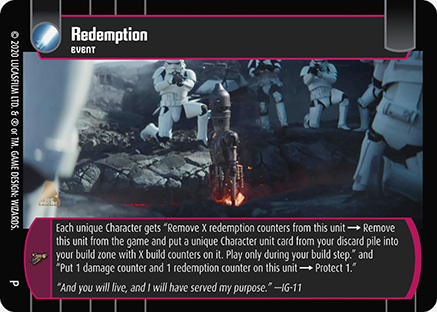 Redemption
EVENT
© 2020 LUCASFILM LTD. & ® or TM. GAME DESIGN: WIZARDS.
P
Each unique Character gets “Remove X redemption counters from this unit → Remove
this unit from the game and put a unique Character unit card from your discard pile into
your build zone with X build counters on it. Play only during your build step.” and
“Put 1 damage counter and 1 redemption counter on this unit → Protect 1.”
“And you will live, and I will have served my purpose.” —IG-11